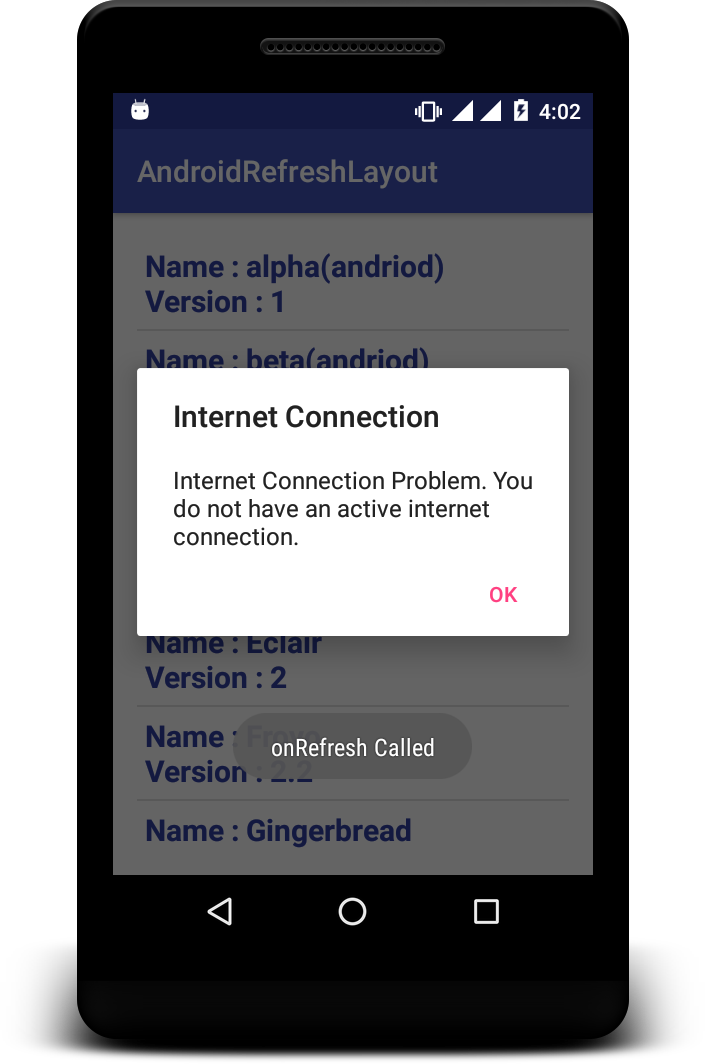 4:02
AndroidRefreshLayout
Name : alpha(andriod)
Version : 1
Name : beta(andriod)
Internet Connection
Internet Connection Problem. You
do not have an active internet
connection.
OK
Name : Eclair
Version : 2
Name : Froyo
onRefresh Called
Version : 2.2
Name : Gingerbread